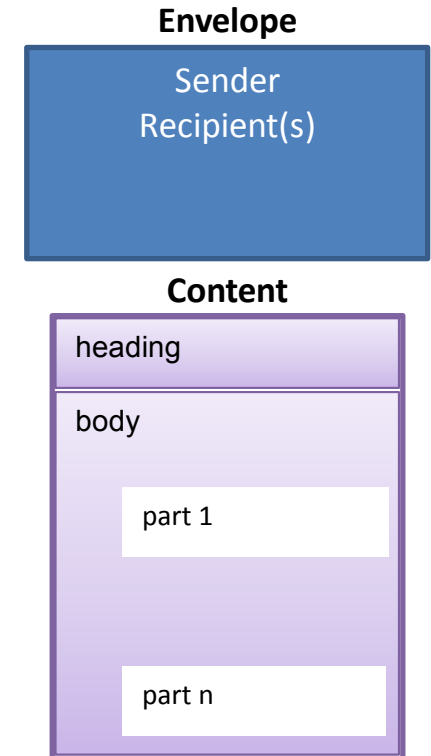 Envelope
Sender
Recipient(s)
Content
heading
body
part 1
part n